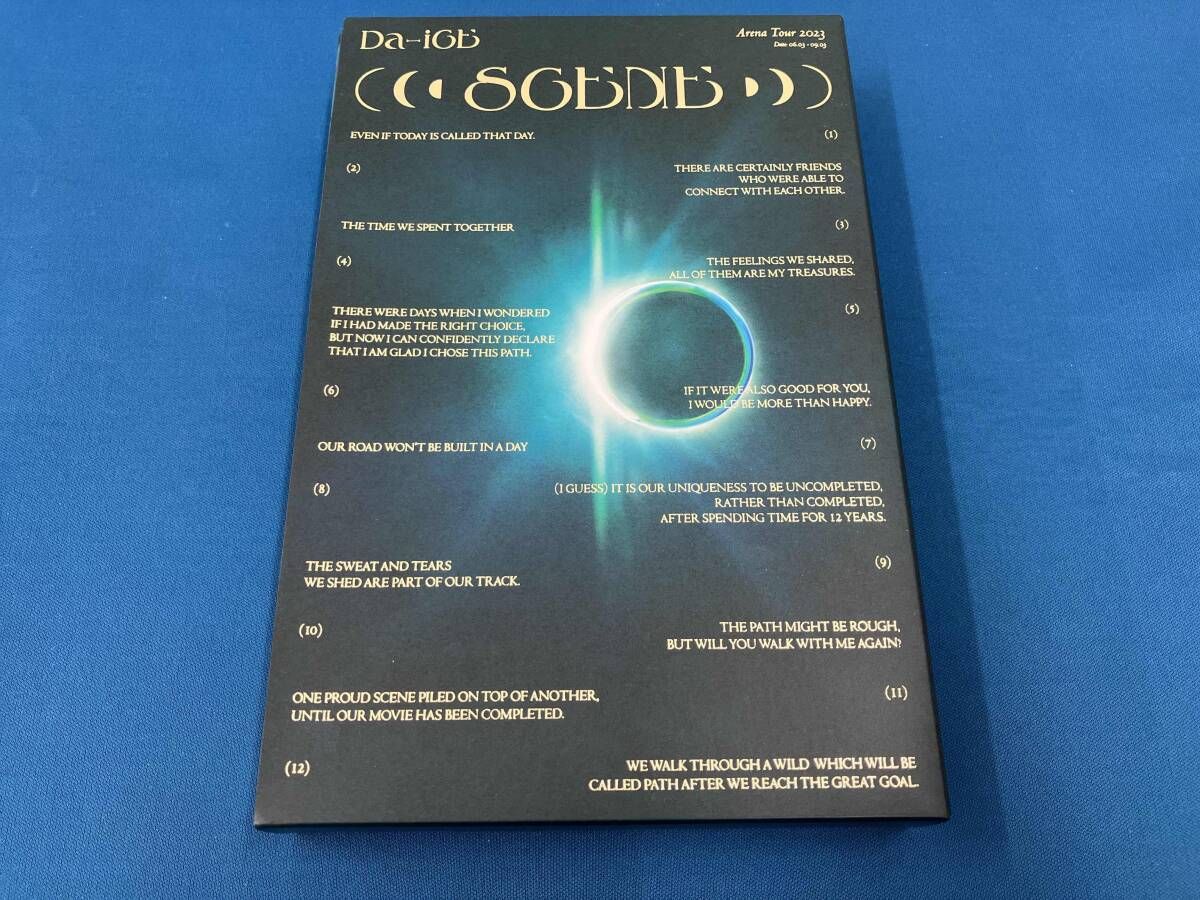 Da-iCE
Arena Tour 2023
Date: 06.03 - 09.03
SCENE
EVEN IF TODAY IS CALLED THAT DAY.
(1)
(2)
THERE ARE CERTAINLY FRIENDS
WHO WERE ABLE TO
CONNECT WITH EACH OTHER.
THE TIME WE SPENT TOGETHER
(3)
(4)
THE FEELINGS WE SHARED,
ALL OF THEM ARE MY TREASURES.
THERE WERE DAYS WHEN I WONDERED
IF I HAD MADE THE RIGHT CHOICE,
BUT NOW I CAN CONFIDENTLY DECLARE
THAT I AM GLAD I CHOSE THIS PATH.
(5)
(6)
IF IT WERE ALSO GOOD FOR YOU,
I WOULD BE MORE THAN HAPPY.
OUR ROAD WON'T BE BUILT IN A DAY
(7)
(8)
(I GUESS) IT IS OUR UNIQUENESS TO BE UNCOMPLETED,
RATHER THAN COMPLETED,
AFTER SPENDING TIME FOR 12 YEARS.
THE SWEAT AND TEARS
WE SHED ARE PART OF OUR TRACK.
(9)
(10)
THE PATH MIGHT BE ROUGH,
BUT WILL YOU WALK WITH ME AGAIN?
ONE PROUD SCENE PILED ON TOP OF ANOTHER,
UNTIL OUR MOVIE HAS BEEN COMPLETED.
(11)
(12)
WE WALK THROUGH A WILD WHICH WILL BE
CALLED PATH AFTER WE REACH THE GREAT GOAL.